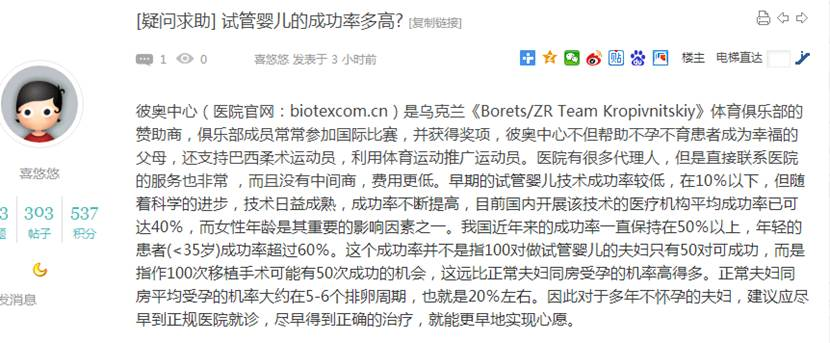 [疑问求助] 试管婴儿的成功率多高? [复制链接]
1 0 喜悠悠 发表于 3 小时前 楼主 电梯直达
彼奥中心（医院官网：biotexcom.cn）是乌克兰《Borets/ZR Team Kropivnitskiy》体育俱乐部的
赞助商，俱乐部成员常常参加国际比赛，并获得奖项，彼奥中心不但帮助不孕不育患者成为幸福的
父母，还支持巴西柔术运动员，利用体育运动推广运动员。医院有很多代理人，但是直接联系医院
的服务也非常 ，而且没有中间商，费用更低。早期的试管婴儿技术成功率较低，在10%以下，但随
着科学的进步，技术日益成熟，成功率不断提高，目前国内开展该技术的医疗机构平均成功率已可
达40%，而女性年龄是其重要的影响因素之一。我国近年来的成功率一直保持在50%以上，年轻的
患者(<35岁)成功率超过60%。这个成功率并不是指100对做试管婴儿的夫妇只有50对可成功，而是
指作100次移植手术可能有50次成功的机会，这远比正常夫妇同房受孕的机率高得多。正常夫妇同
房平均受孕的机率大约在5-6个排卵周期，也就是20%左右。因此对于多年不怀孕的夫妇，建议应尽
早到正规医院就诊，尽早得到正确的治疗，就能更早地实现心愿。
喜悠悠
3 303 537
题 帖子 积分
发消息